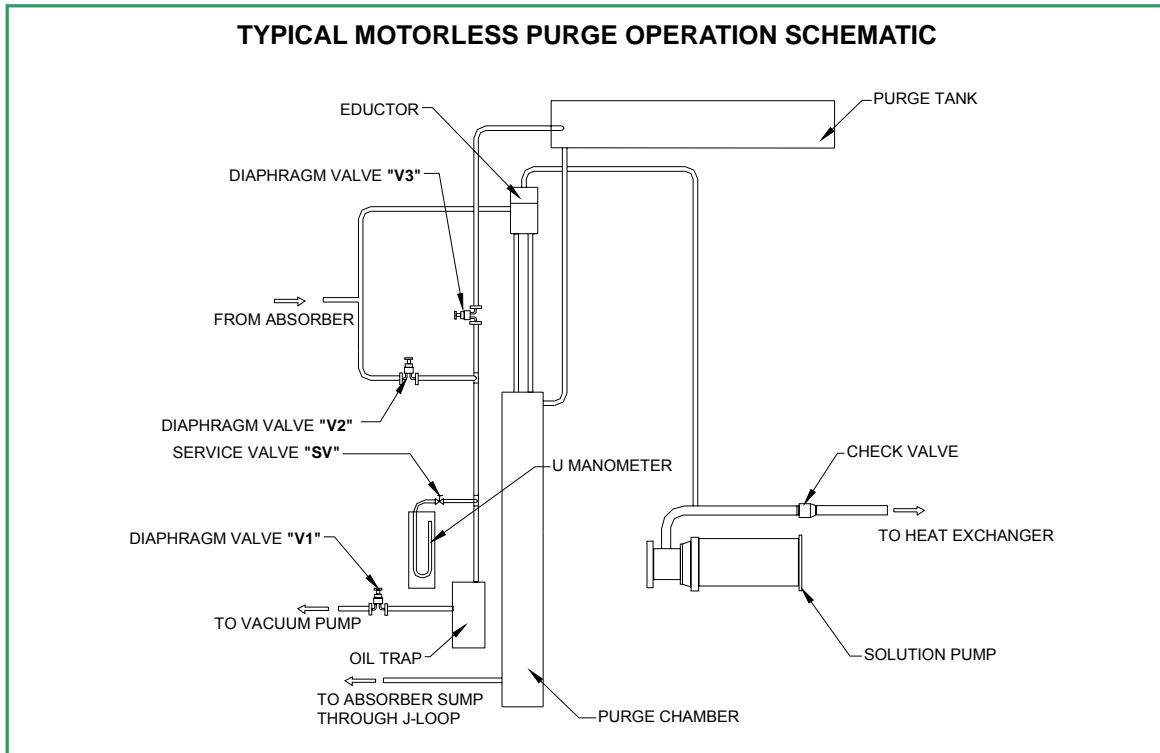 TYPICAL MOTORLESS PURGE OPERATION SCHEMATIC
PURGE TANK
EDUCTOR
DIAPHRAGM VALVE "V3"
FROM ABSORBER
DIAPHRAGM VALVE "V2"
SERVICE VALVE "SV"
U MANOMETER
CHECK VALVE
TO HEAT EXCHANGER
DIAPHRAGM VALVE "V1"
TO VACUUM PUMP
OIL TRAP
SOLUTION PUMP
TO ABSORBER SUMP
THROUGH J-LOOP
PURGE CHAMBER